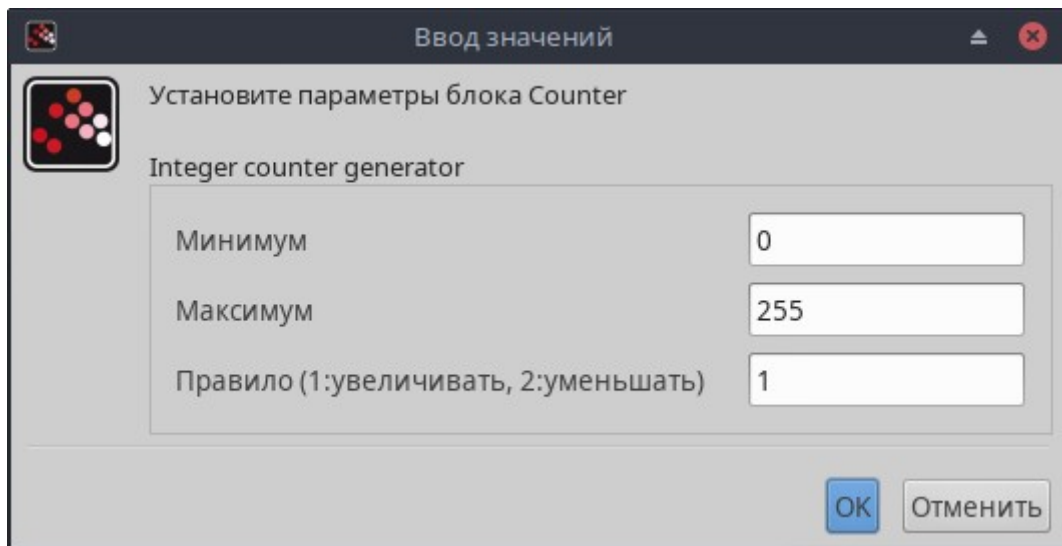 Ввод значений
Установите параметры блока Counter
Integer counter generator
Минимум 0
Максимум 255
Правило (1:увеличивать, 2:уменьшать) 1
OK Отменить